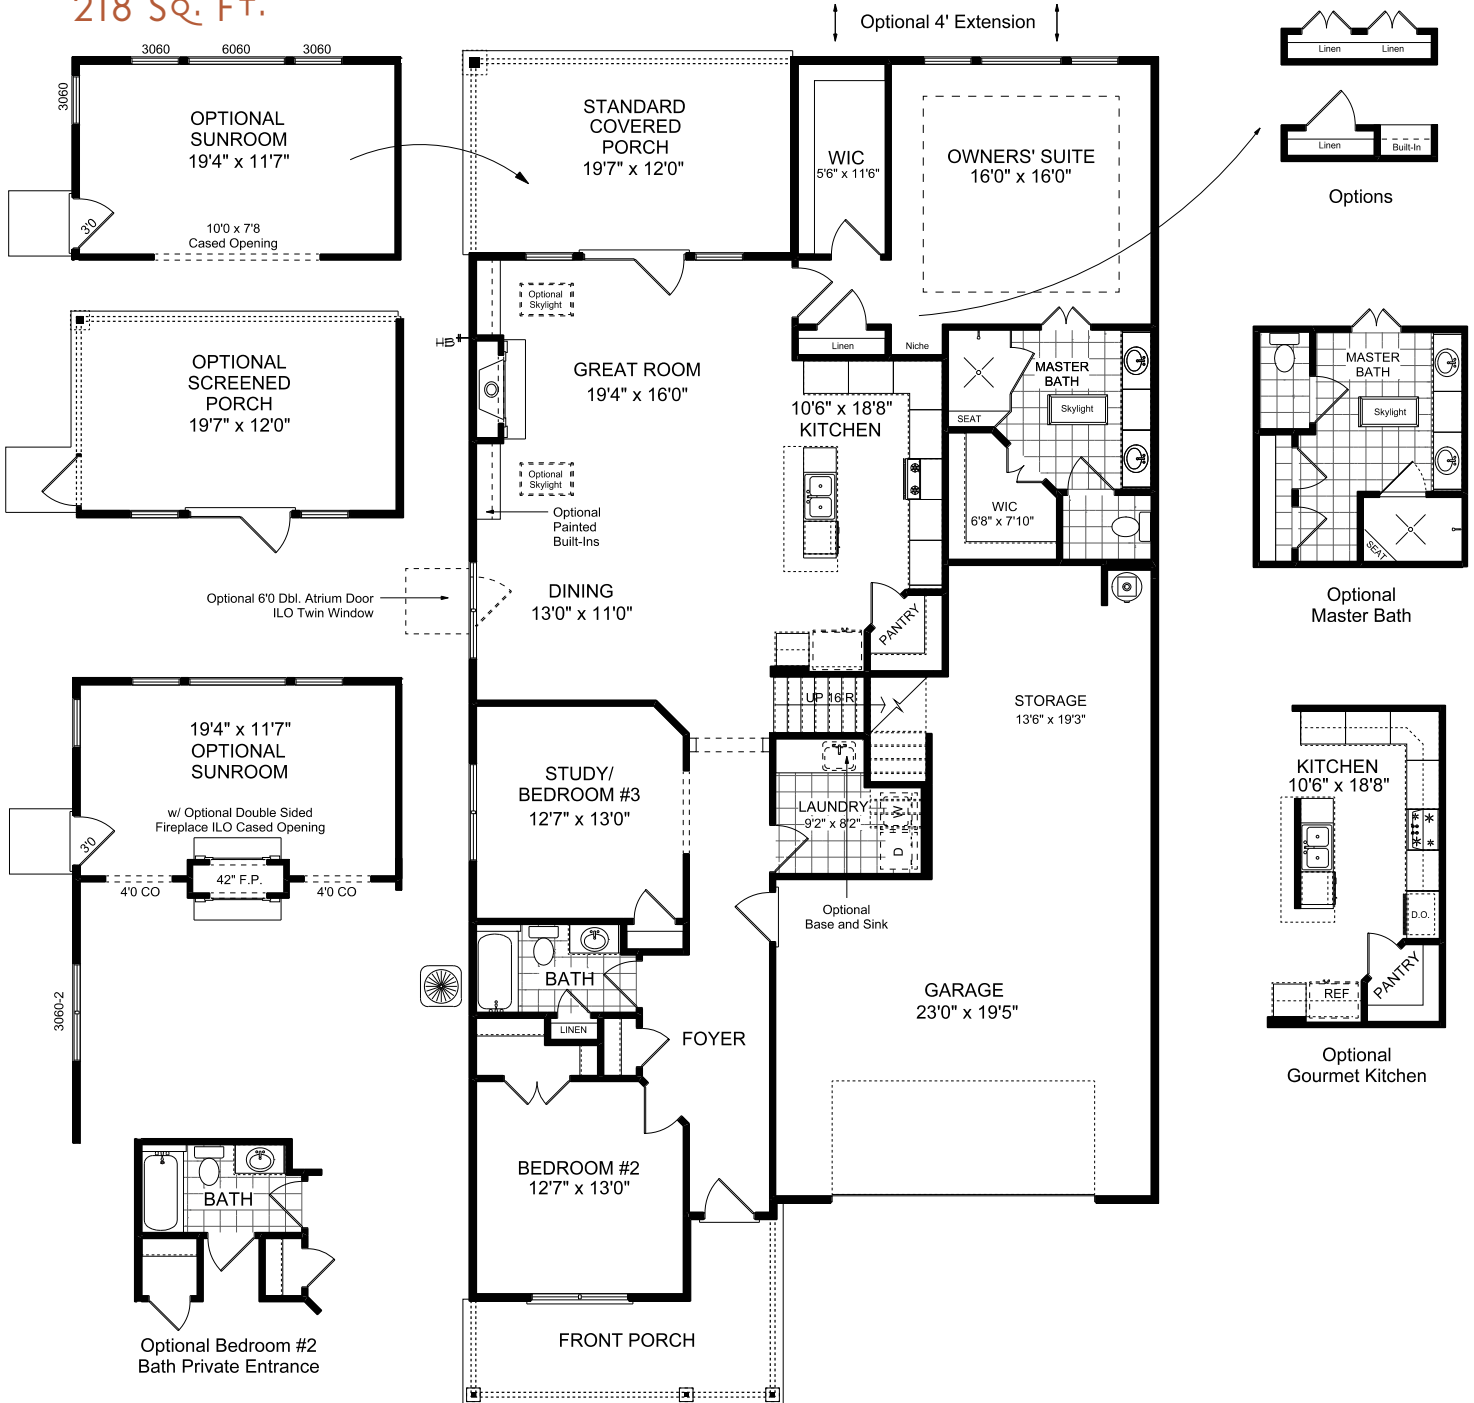 218 SQ. FT.
Optional 4' Extension
3060
6060
3060
3060
OPTIONAL
SUNROOM
19'4" x 11'7"
3'0
10'0 x 7'8
Cased Opening
STANDARD
COVERED
PORCH
19'7" x 12'0"
WIC
5'6" x 11'6"
OWNERS' SUITE
16'0" x 16'0"
Linen
Linen
Linen
Built-In
Options
OPTIONAL
SCREENED
PORCH
19'7" x 12'0"
HB
Optional
Skylight
GREAT ROOM
19'4" x 16'0"
Linen
Niche
10'6" x 18'8"
KITCHEN
MASTER
BATH
Skylight
SEAT
WIC
6'8" x 7'10"
MASTER
BATH
Skylight
SEAT
Optional
Master Bath
Optional
Skylight
Optional
Painted
Built-Ins
Optional 6'0 Dbl. Atrium Door
ILO Twin Window
DINING
13'0" x 11'0"
PANTRY
UP 16 R
STORAGE
13'6" x 19'3"
19'4" x 11'7"
OPTIONAL
SUNROOM
w/ Optional Double Sided
Fireplace ILO Cased Opening
3'0
4'0 CO
42" F.P.
4'0 CO
3060-2
STUDY/
BEDROOM #3
12'7" x 13'0"
LAUNDRY
9'2" x 8'2"
W
D
Optional
Base and Sink
KITCHEN
10'6" x 18'8"
D.O.
PANTRY
REF
Optional
Gourmet Kitchen
BATH
LINEN
FOYER
GARAGE
23'0" x 19'5"
BEDROOM #2
12'7" x 13'0"
FRONT PORCH
BATH
Optional Bedroom #2
Bath Private Entrance